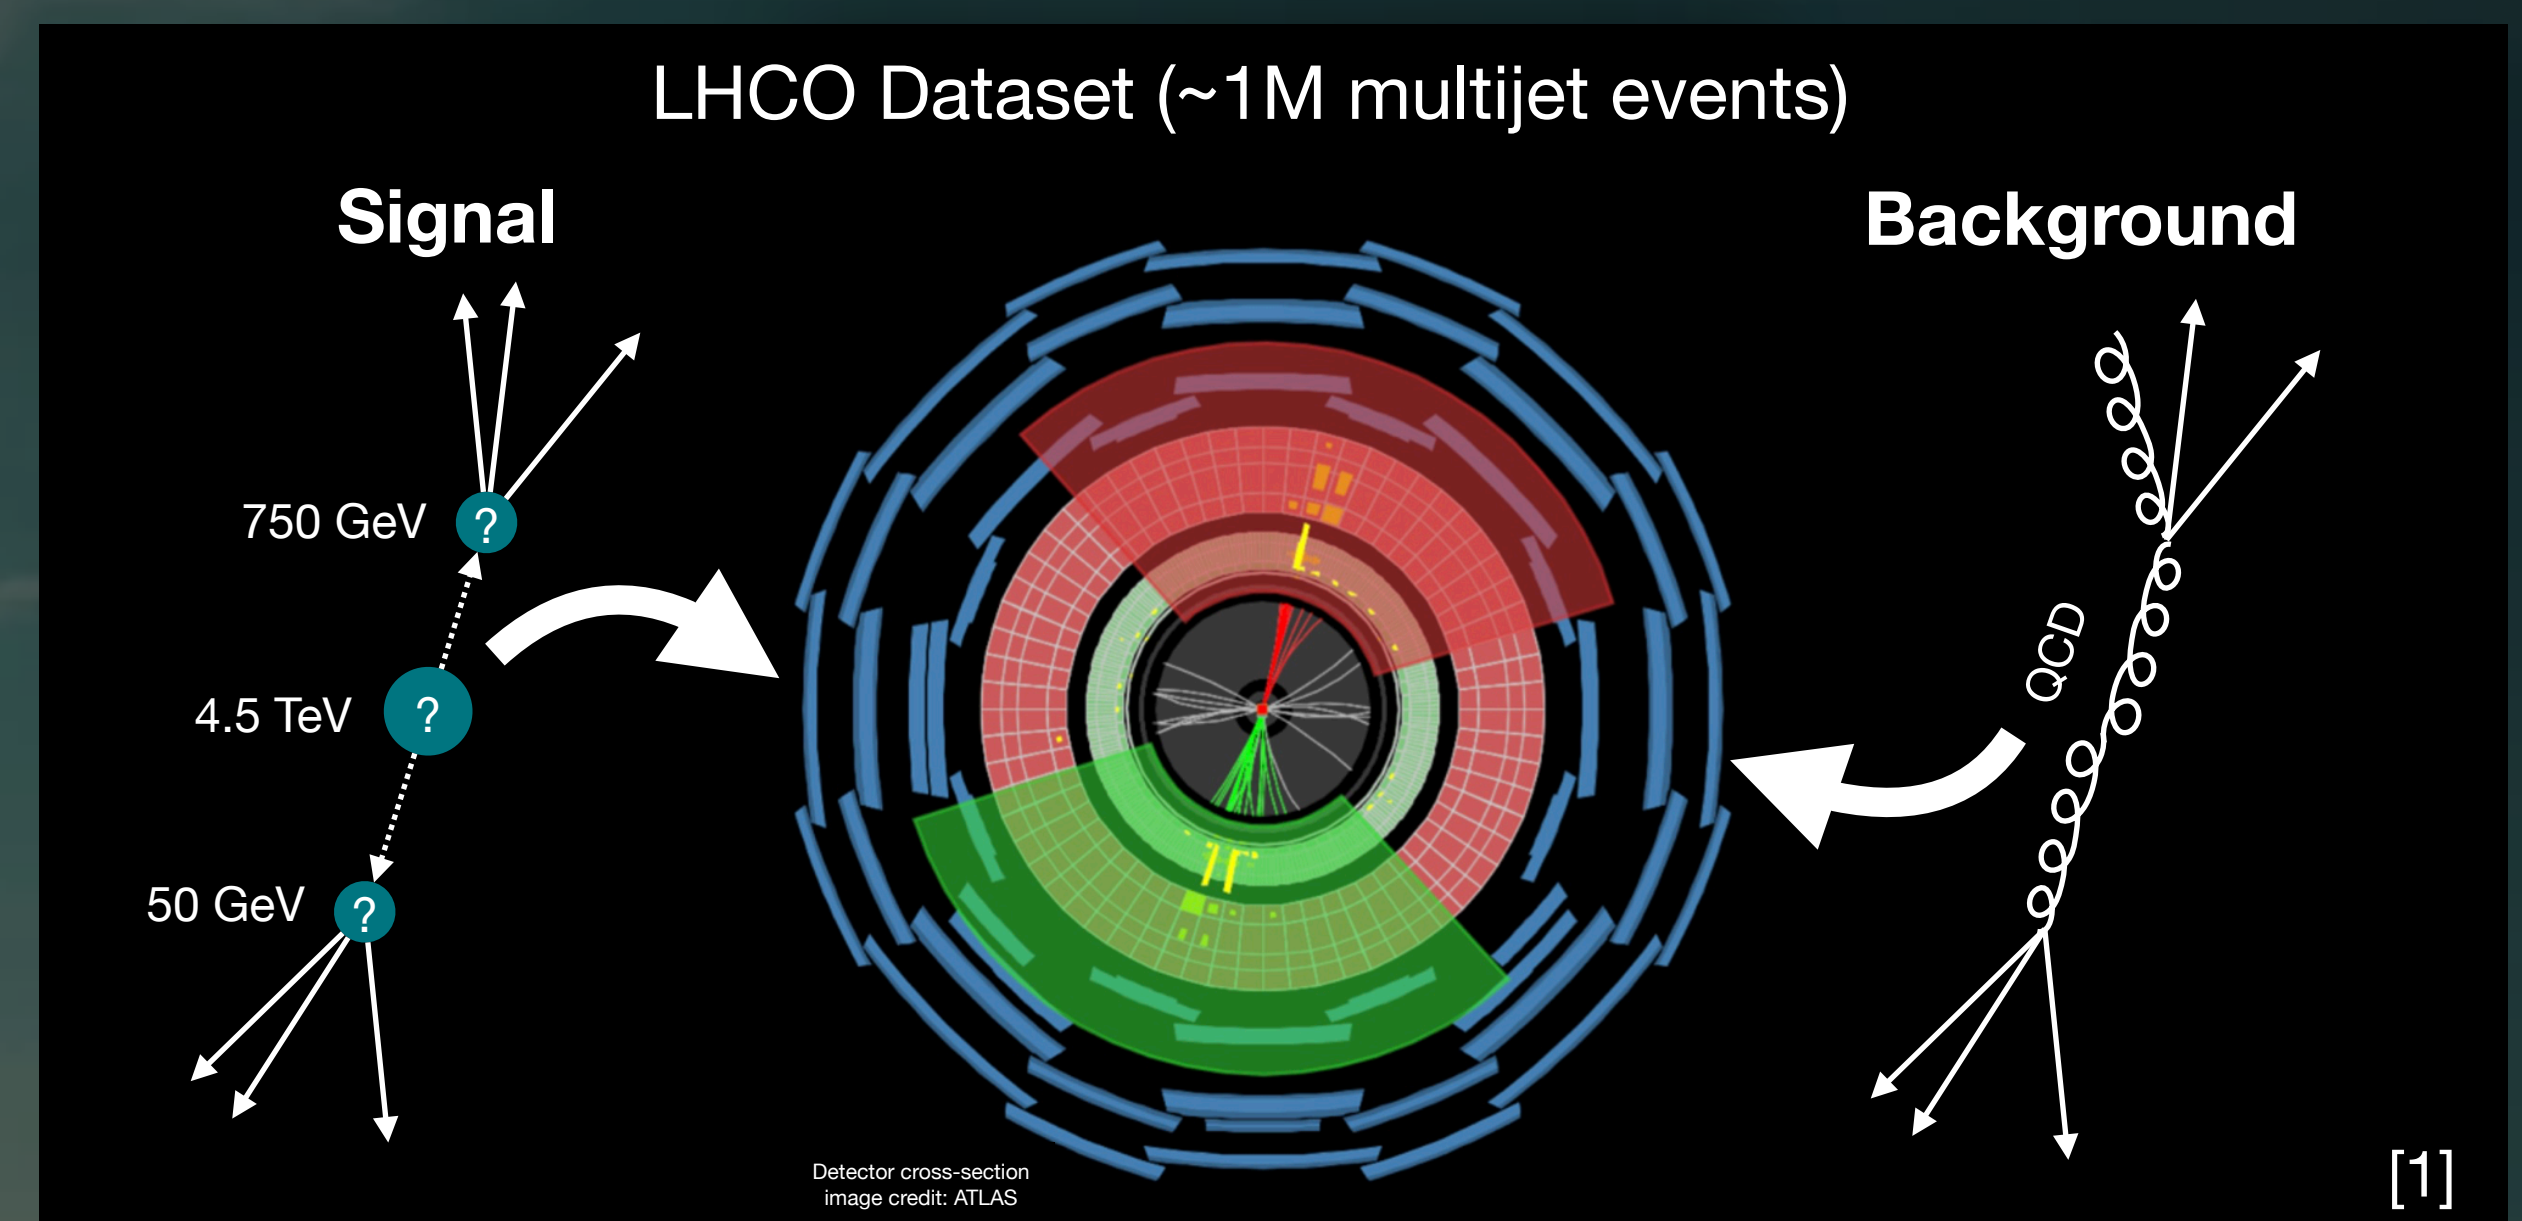 LHCO Dataset (~1M multijet events)
Signal
Background
750 GeV
?
4.5 TeV
?
50 GeV
?
QCD
Detector cross-section
image credit: ATLAS
[1]